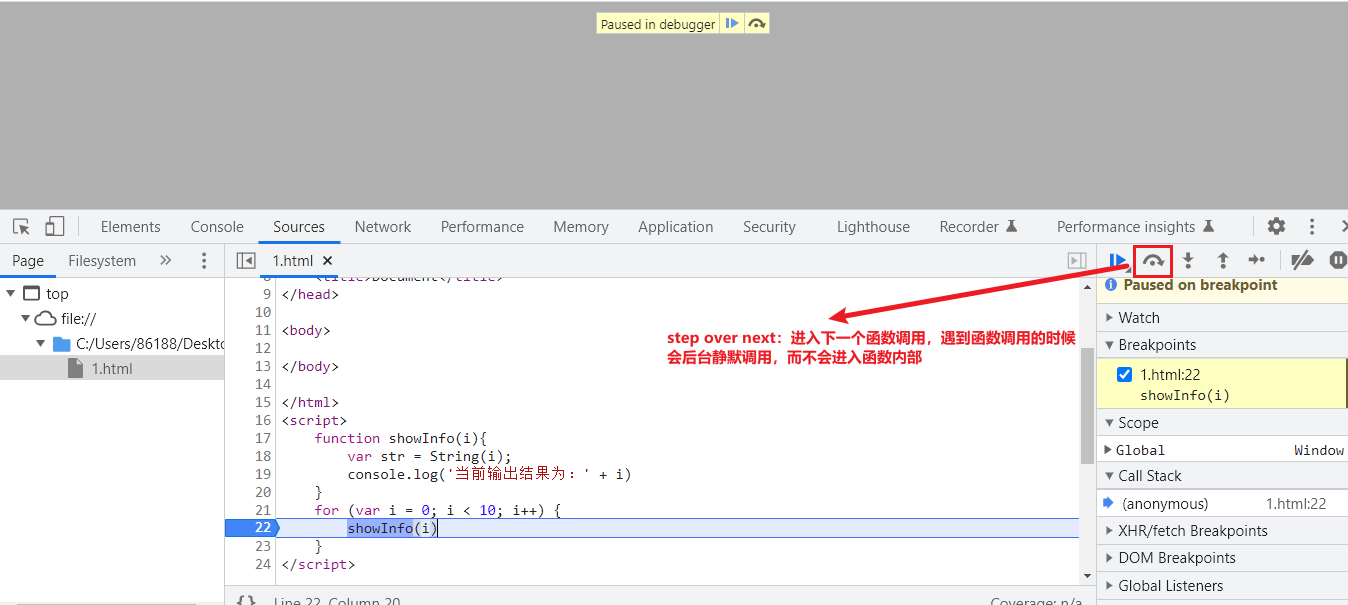 Paused in debugger
Elements Console Sources Network Performance Memory Application Security Lighthouse Recorder Performance insights
Page Filesystem
1.html
top
file://
C:/Users/86188/Deskto
1.html
8 <title>Document</title>
9 </head>
10
11 <body>
12
13 </body>
14
15 </html>
16 <script>
17 function showInfo(i){
18 var str = String(i);
19 console.log('当前输出结果为：' + i)
20 }
21 for (var i = 0; i < 10; i++) {
22 showInfo(i)
23 }
24 </script>
step over next：进入下一个函数调用，遇到函数调用的时候
会后台静默调用，而不会进入函数内部
{} Line 22, Column 20 Coverage: n/a
Paused on breakpoint
Watch
Breakpoints
1.html:22
showInfo(i)
Scope
Global Window
Call Stack
(anonymous) 1.html:22
XHR/fetch Breakpoints
DOM Breakpoints
Global Listeners